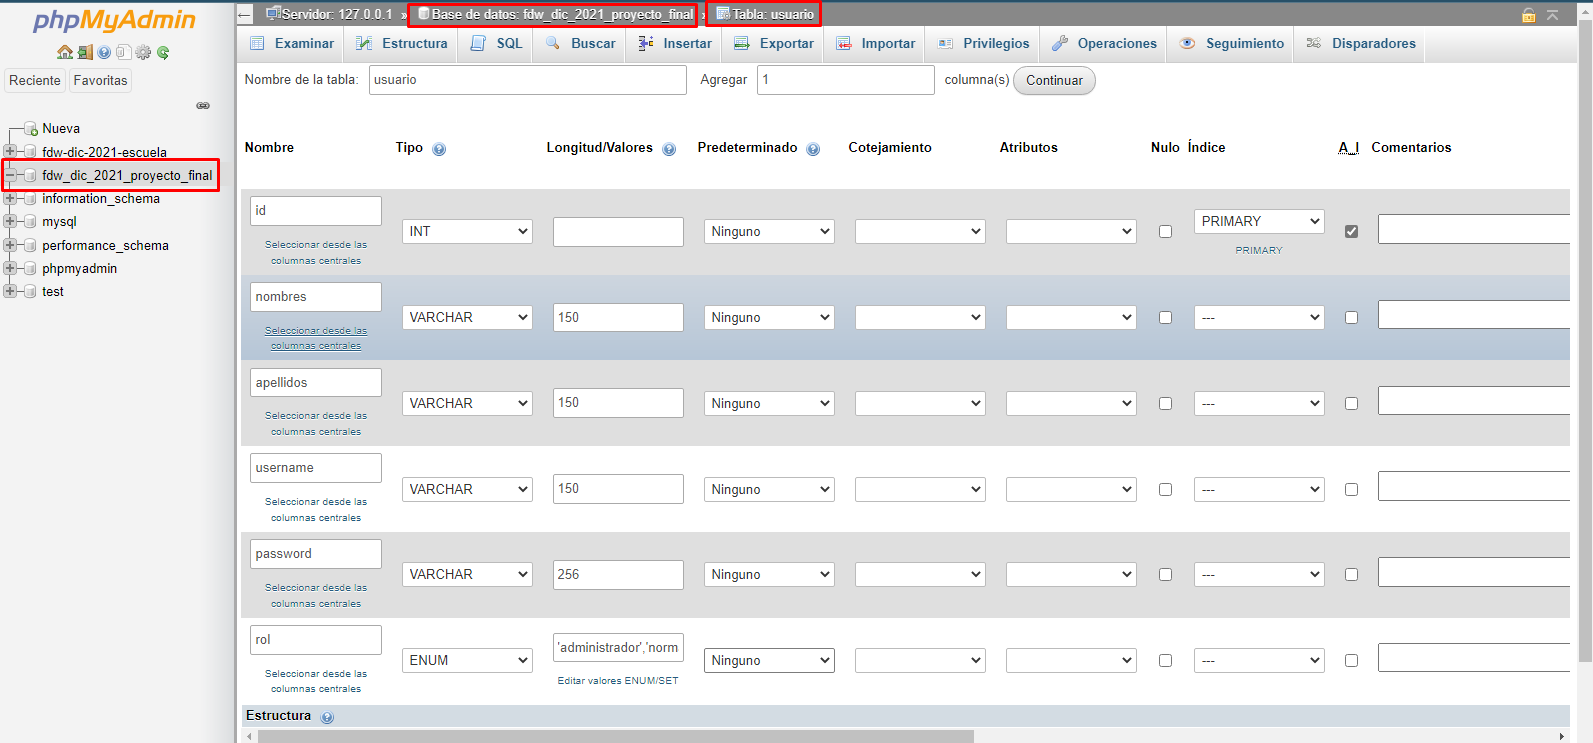 phpMyAdmin
Reciente Favoritas
Nueva
fdw-dic-2021-escuela
fdw_dic_2021_proyecto_final
information_schema
mysql
performance_schema
phpmyadmin
test
Servidor: 127.0.0.1 » Base de datos: fdw_dic_2021_proyecto_final » Tabla: usuario
Examinar Estructura SQL Buscar Insertar Exportar Importar Privilegios Operaciones Seguimiento Disparadores
Nombre de la tabla: usuario Agregar 1 columna(s) Continuar
Nombre Tipo Longitud/Valores Predeterminado Cotejamiento Atributos Nulo Índice A_I Comentarios
id INT Ninguno PRIMARY
Seleccionar desde las
columnas centrales
PRIMARY
nombres VARCHAR 150 Ninguno ---
Seleccionar desde las
columnas centrales
apellidos VARCHAR 150 Ninguno ---
Seleccionar desde las
columnas centrales
username VARCHAR 150 Ninguno ---
Seleccionar desde las
columnas centrales
password VARCHAR 256 Ninguno ---
Seleccionar desde las
columnas centrales
rol ENUM 'administrador','norm Ninguno ---
Seleccionar desde las
columnas centrales
Editar valores ENUM/SET
Estructura